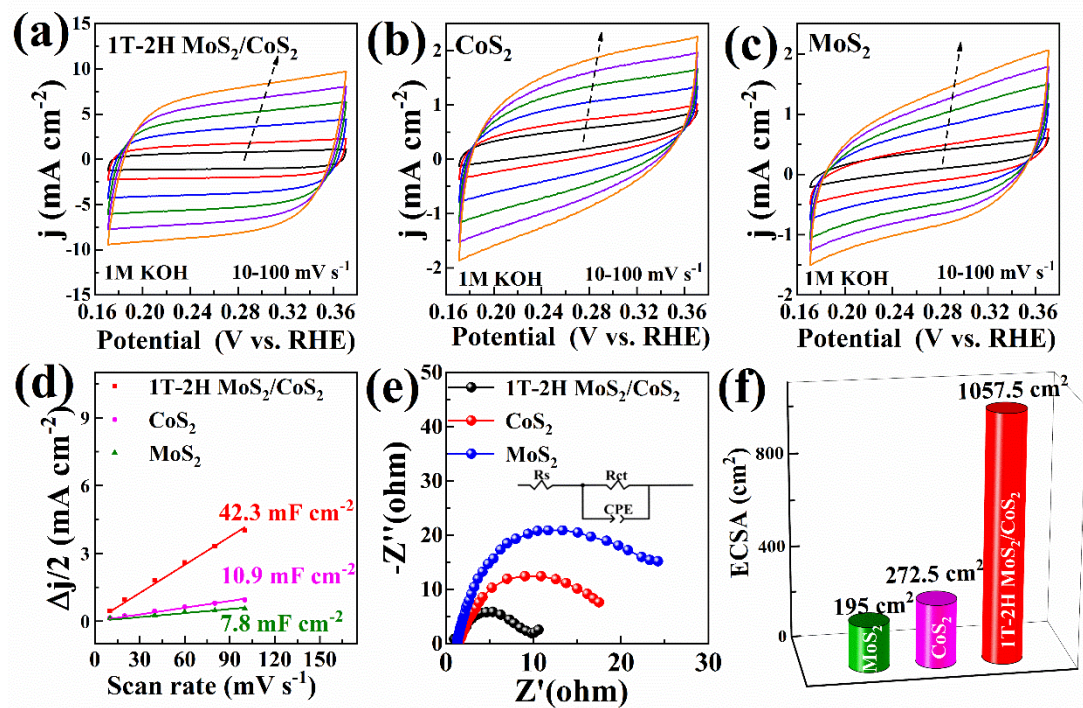 (a)
1T-2H MoS₂/CoS₂
15
10
5
0
-5
-10
-15
j (mA cm⁻²)
1M KOH
10-100 mV s⁻¹
0.16 0.20 0.24 0.28 0.32 0.36
Potential (V vs. RHE)
(b)
CoS₂
2
1
0
-1
-2
j (mA cm⁻²)
1M KOH
10-100 mV s⁻¹
0.16 0.20 0.24 0.28 0.32 0.36
Potential (V vs. RHE)
(c)
MoS₂
2
1
0
-1
-2
j (mA cm⁻²)
1M KOH
10-100 mV s⁻¹
0.16 0.20 0.24 0.28 0.32 0.36
Potential (V vs. RHE)
(d)
1T-2H MoS₂/CoS₂
CoS₂
MoS₂
9
6
3
0
Δj/2 (mA cm⁻²)
42.3 mF cm⁻²
10.9 mF cm⁻²
7.8 mF cm⁻²
0 30 60 90 120 150
Scan rate (mV s⁻¹)
(e)
1T-2H MoS₂/CoS₂
CoS₂
MoS₂
50
40
30
20
10
0
-Z''(ohm)
Rs
Rct
CPE
0 10 20 30
Z'(ohm)
(f)
1057.5 cm²
272.5 cm²
195 cm²
800
400
0
ECSA (cm²)
MoS₂
CoS₂
1T-2H MoS₂/CoS₂